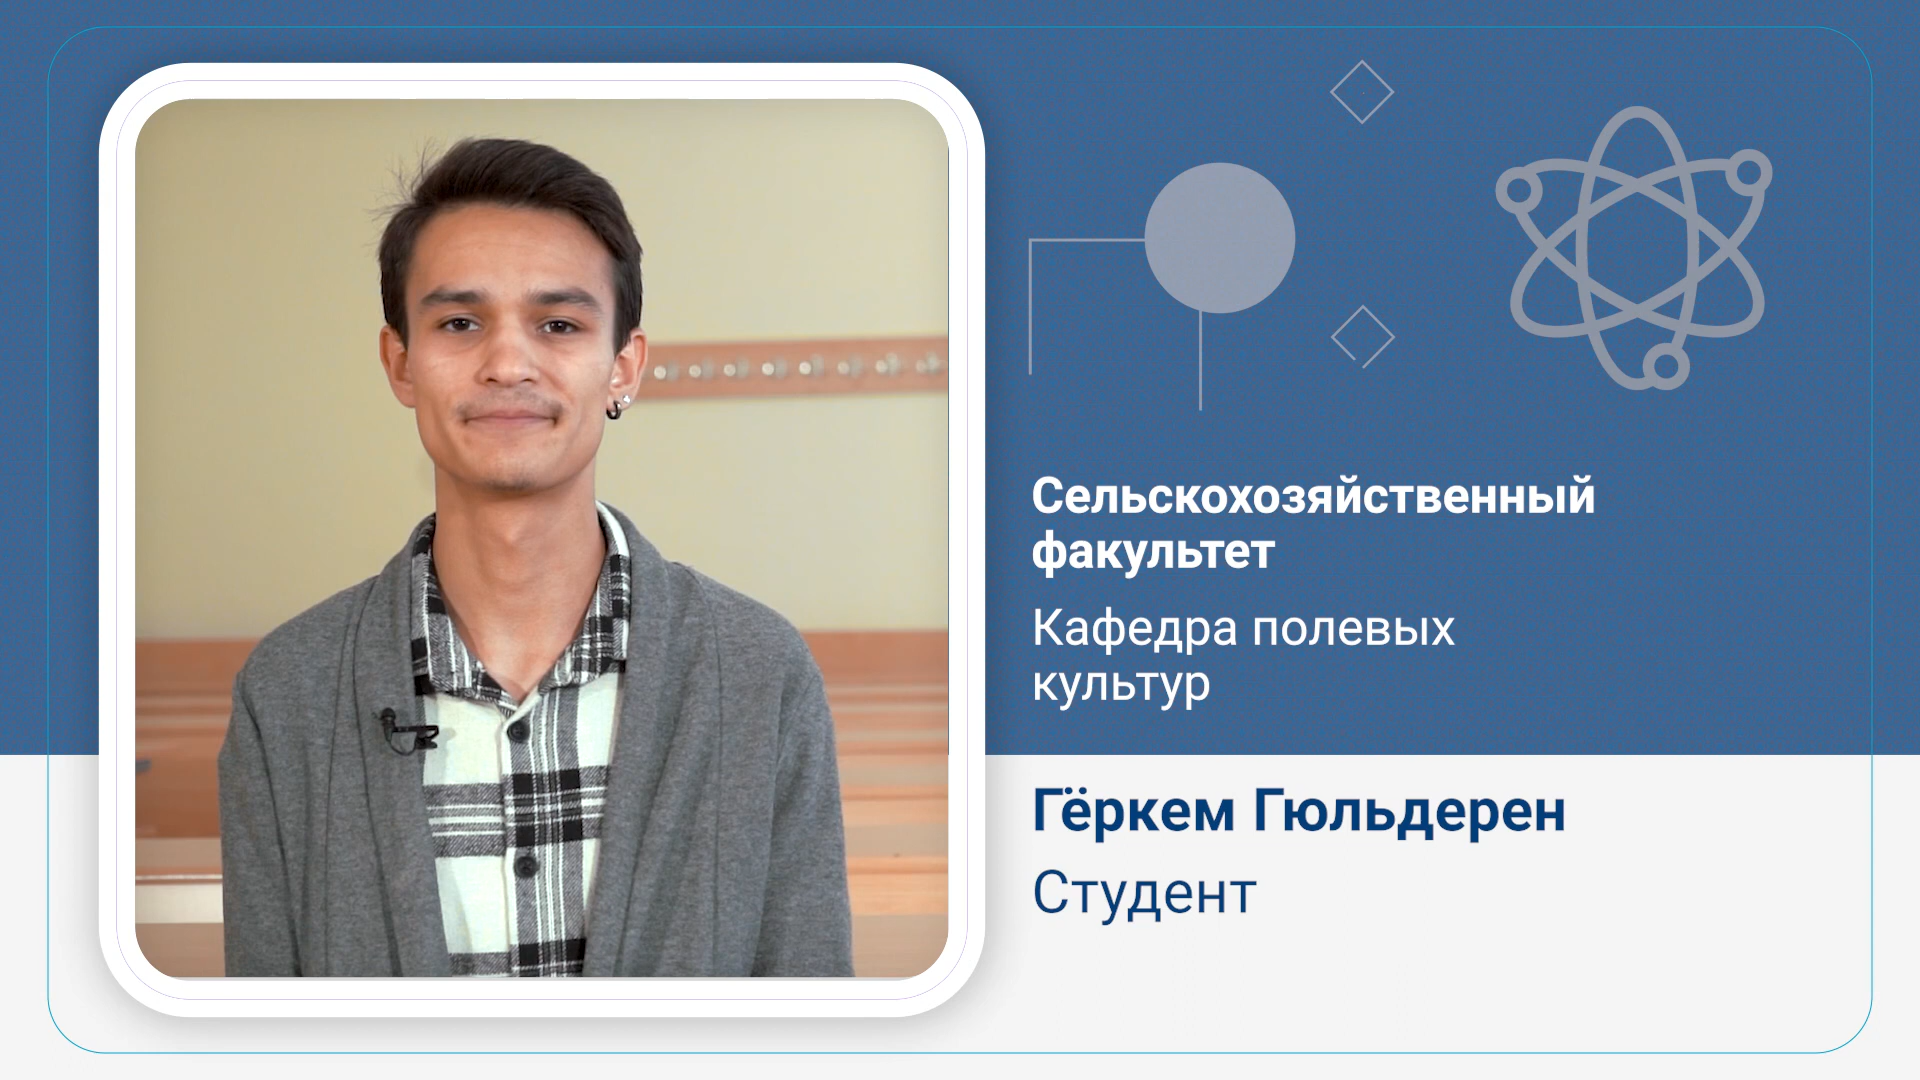 Сельскохозяйственный
факультет
Кафедра полевых
культур
Гёркем Гюльдерен
Студент